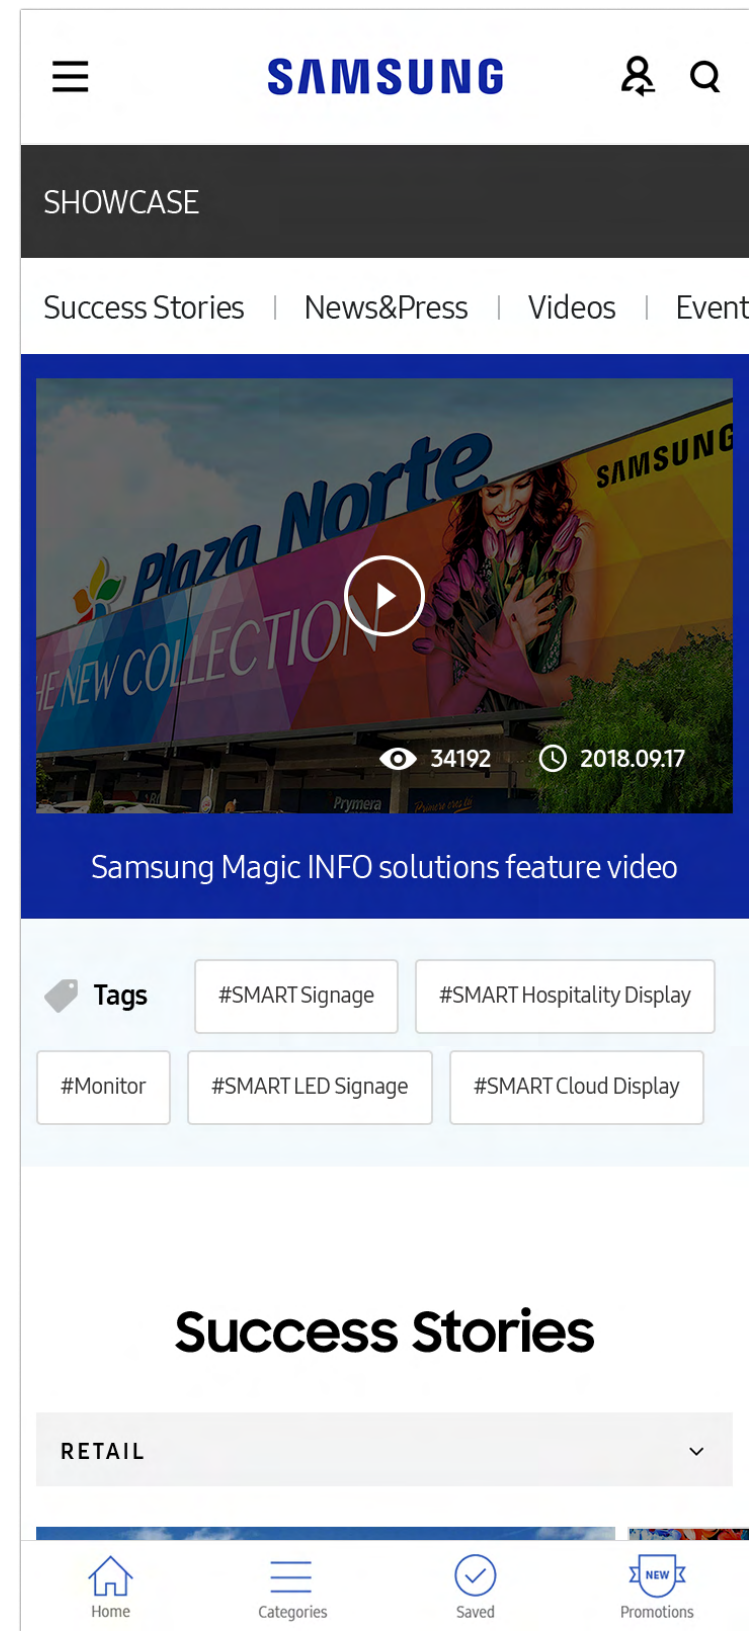 SAMSUNG
SHOWCASE
Success Stories | News&Press | Videos | Event
Plaza Norte
SAMSUNG
HE NEW COLLECTION
34192 2018.09.17
Prymera
Samsung Magic INFO solutions feature video
Tags #SMART Signage #SMART Hospitality Display
#Monitor #SMART LED Signage #SMART Cloud Display
Success Stories
RETAIL
NEW
Home Categories Saved Promotions